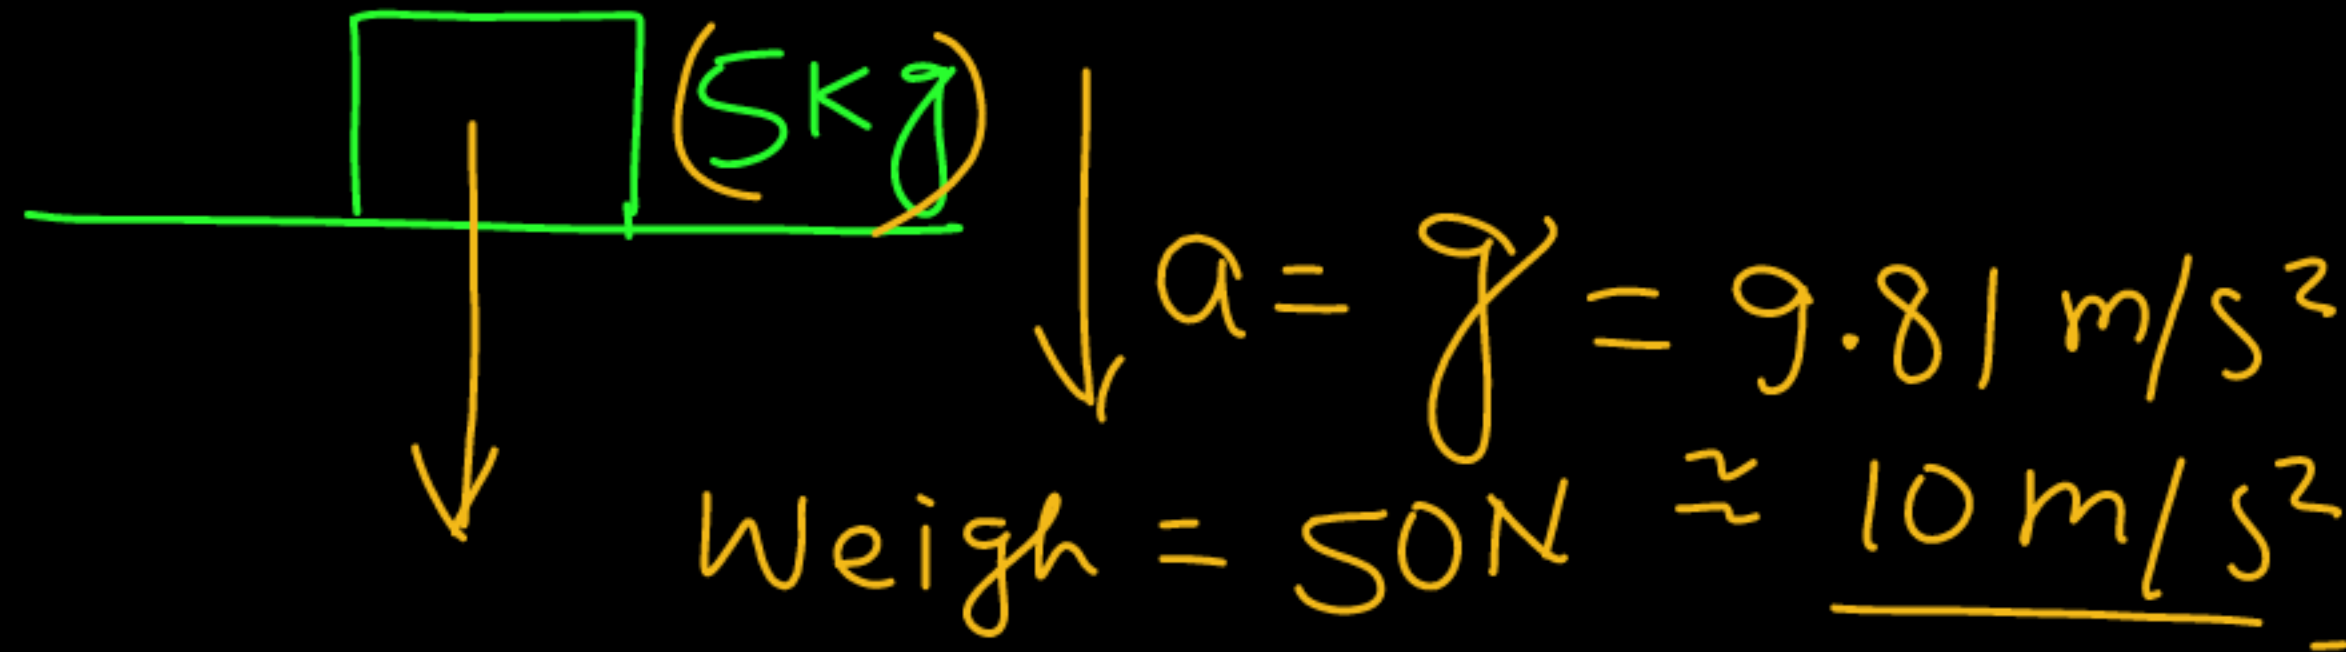 (5Kg)
a = g = 9.81 m/s²
Weigh = 50N ≈ 10 m/s²